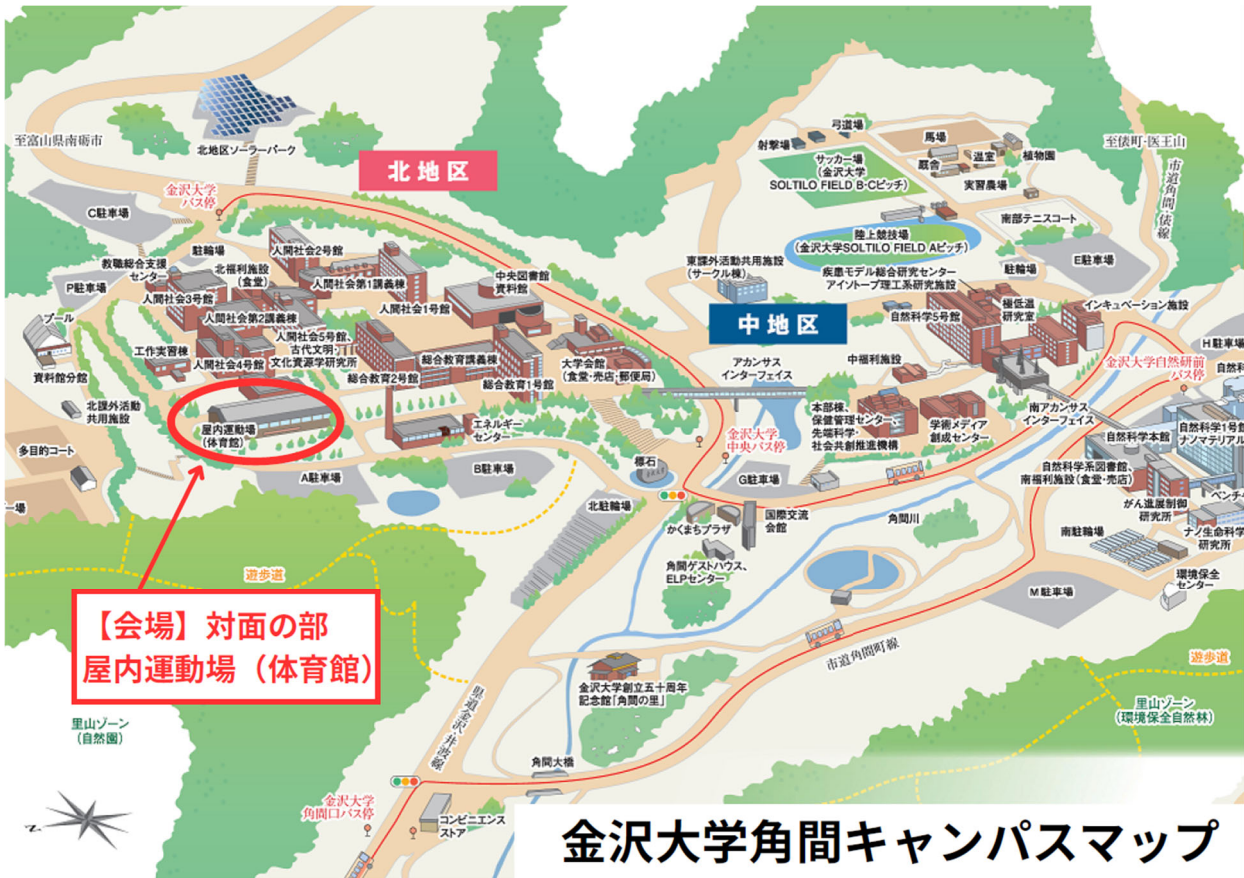 至富山県南砺市
北地区ソーラーパーク
北地区
金沢大学
バス停
C駐車場
駐輪場
人間社会2号館
教職総合支援
センター
北福利施設
(食堂)
人間社会第1講義棟
中央図書館
資料館
P駐車場
人間社会3号館
人間社会1号館
プール
人間社会第2講義棟
人間社会5号館、
古代文明・
文化資源学研究所
工作実習棟
人間社会4号館
総合教育講義棟
大学会館
(食堂・売店・郵便局)
資料館分館
総合教育2号館
総合教育1号館
北課外活動
共用施設
屋内運動場
(体育館)
エネルギー
センター
多目的コート
A駐車場
B駐車場
標石
北駐輪場
弓道場
射撃場
馬場
サッカー場
(金沢大学
SOLTILO FIELD B・Cピッチ)
厩舎
温室
植物園
実習農場
至俵町・医王山
市道角間・俵線
南部テニスコート
陸上競技場
(金沢大学SOLTILO FIELD Aピッチ)
東課外活動共用施設
(サークル棟)
疾患モデル総合研究センター
アイソトープ理工系研究施設
駐輪場
E駐車場
中地区
自然科学5号館
極低温
研究室
インキュベーション施設
H駐車場
アカンサス
インターフェイス
中福利施設
金沢大学自然研前
バス停
自然科
本部棟、
保健管理センター
先端科学・
社会共創推進機構
学術メディア
創成センター
南アカンサス
インターフェイス
金沢大学
中央バス停
自然科学本館
自然科学1号館
ナノマテリアル
G駐車場
自然科学系図書館、
南福利施設(食堂・売店)
がん進展制御
研究所
ベンチャ
国際交流
会館
かくまちプラザ
角間川
南駐輪場
ナノ生命科学
研究所
角間ゲストハウス、
ELPセンター
環境保全
センター
M駐車場
遊歩道
【会場】対面の部
屋内運動場(体育館)
市道角間町線
遊歩道
金沢大学創立五十周年
記念館「角間の里」
里山ゾーン
(自然園)
里山ゾーン
(環境保全自然林)
県道金沢・井波線
角間大橋
金沢大学
角間口バス停
コンビニエンス
ストア
Z
金沢大学角間キャンパスマップ